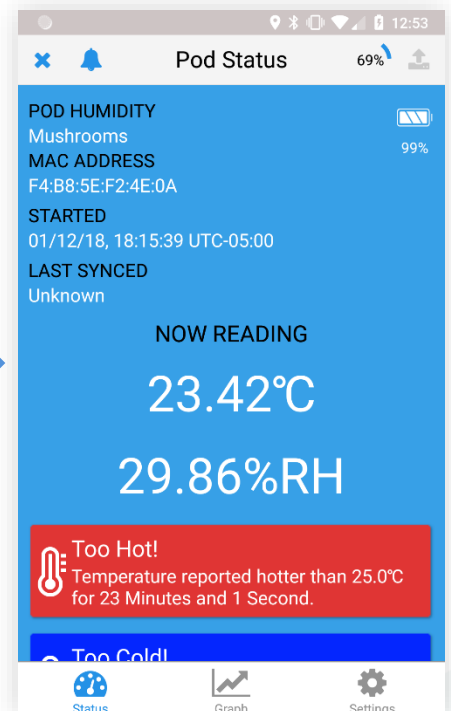 12:53
Pod Status 69%
POD HUMIDITY
Mushrooms
99%
MAC ADDRESS
F4:B8:5E:F2:4E:0A
STARTED
01/12/18, 18:15:39 UTC-05:00
LAST SYNCED
Unknown
NOW READING
23.42°C
29.86%RH
Too Hot!
Temperature reported hotter than 25.0°C
for 23 Minutes and 1 Second.
Too Cold!
Status Graph Settings